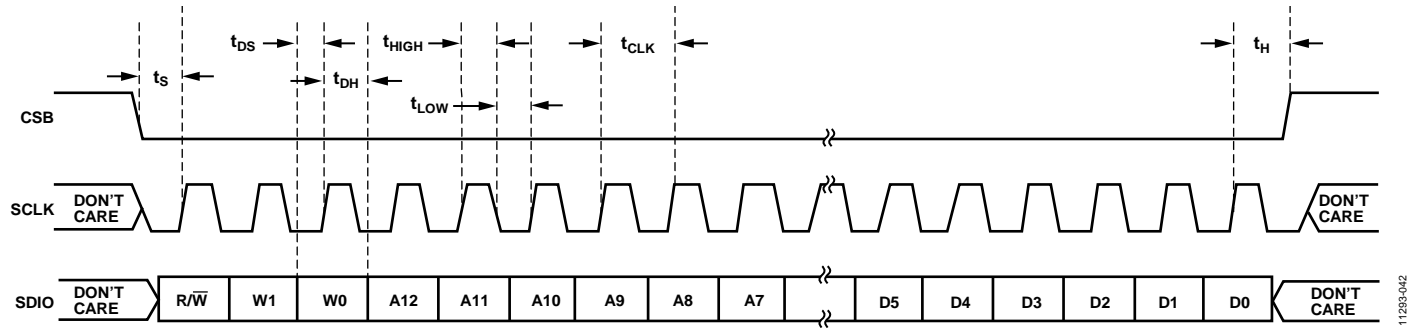 tDS
tHIGH
tCLK
tH
tS
tDH
tLOW
CSB
SCLK
DON'T
CARE
DON'T
CARE
SDIO
DON'T
CARE
R/W̅
W1
W0
A12
A11
A10
A9
A8
A7
D5
D4
D3
D2
D1
D0
DON'T
CARE
11293-042